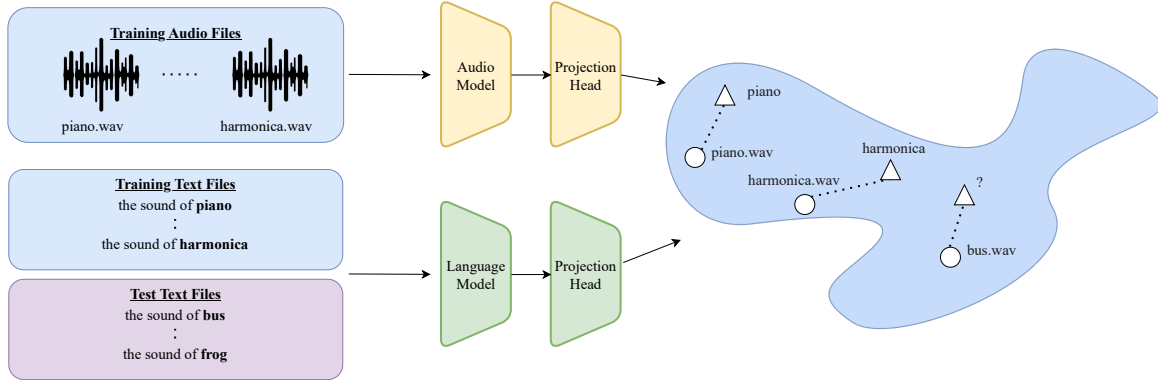 Training Audio Files
. . . . .
piano.wav
harmonica.wav
Training Text Files
the sound of piano
:
the sound of harmonica
Test Text Files
the sound of bus
:
the sound of frog
Audio
Model
Projection
Head
Language
Model
Projection
Head
piano
piano.wav
harmonica
harmonica.wav
?
bus.wav